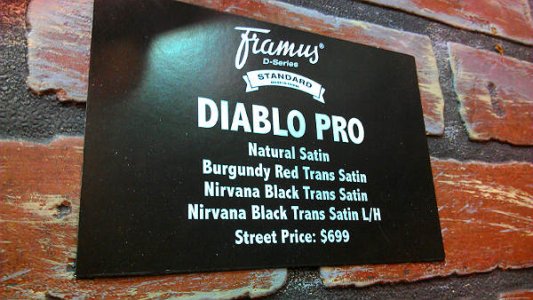 Framus®
D-Series
STANDARD
DIABLO PRO
Natural Satin
Burgundy Red Trans Satin
Nirvana Black Trans Satin
Nirvana Black Trans Satin L/H
Street Price: $699